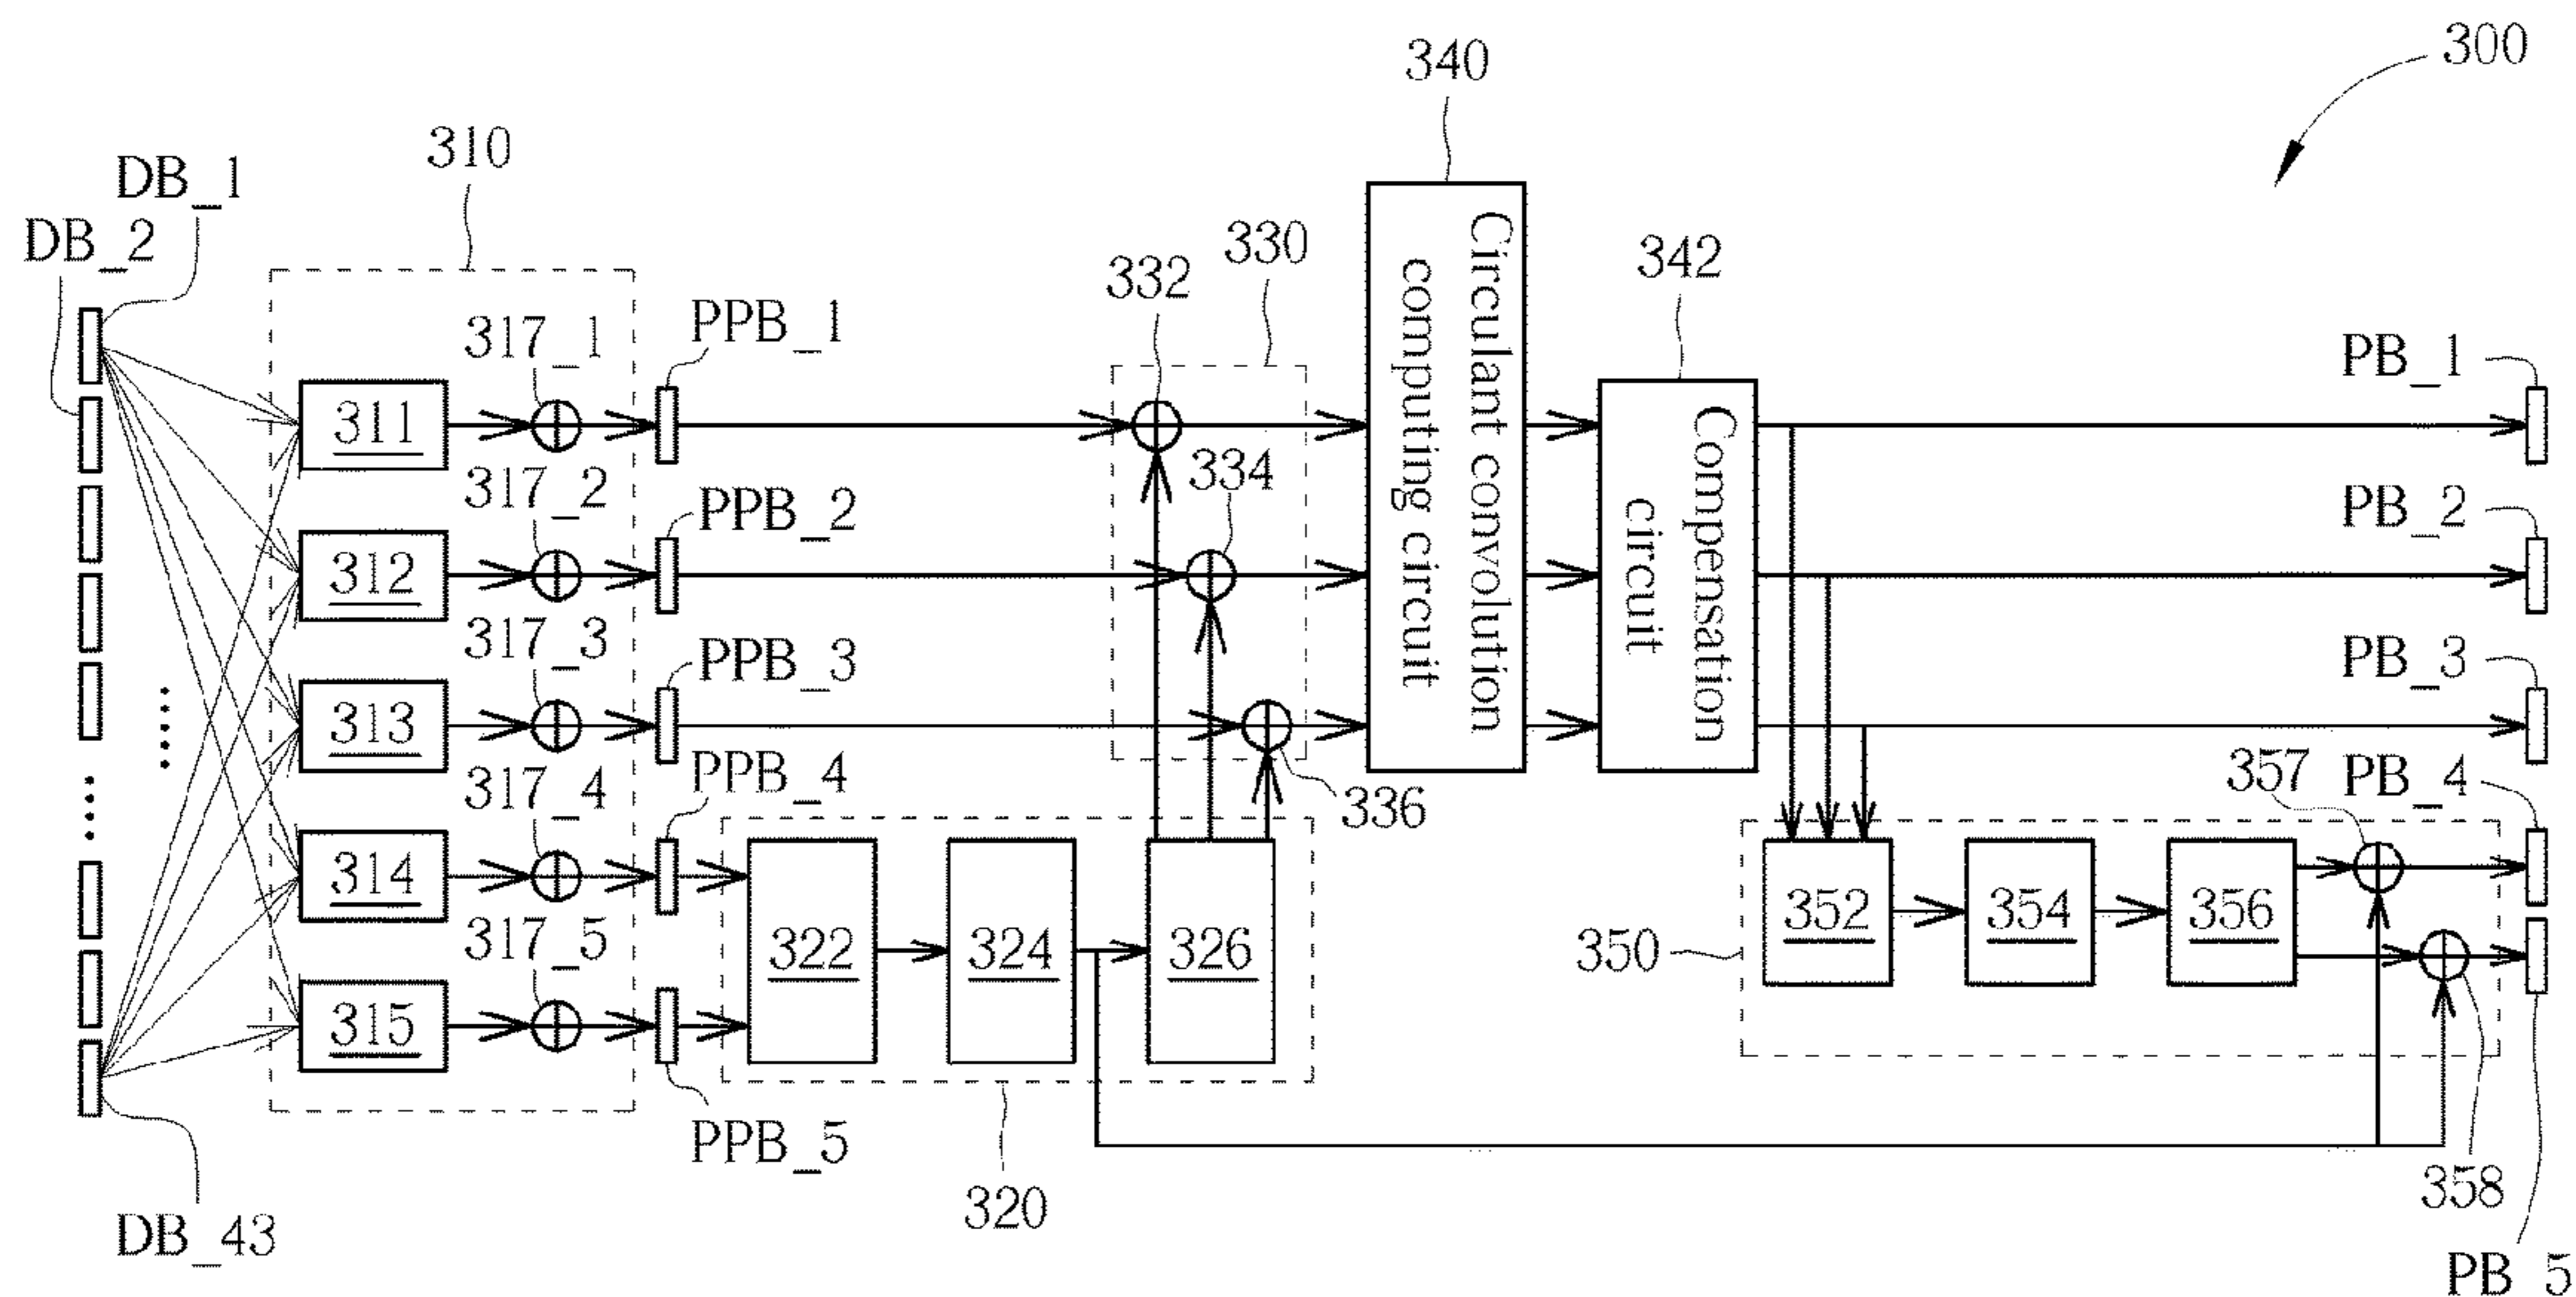 300
340
310
DB_1
DB_2
330
332
342
317_1
PPB_1
311
317_2
334
PPB_2
312
317_3
PPB_3
313
317_4
PPB_4
336
314
317_5
315
PPB_5
322
324
326
320
DB_43
Circulant convolution
computing circuit
Compensation
circuit
PB_1
PB_2
PB_3
357
PB_4
350
352
354
356
358
PB_5